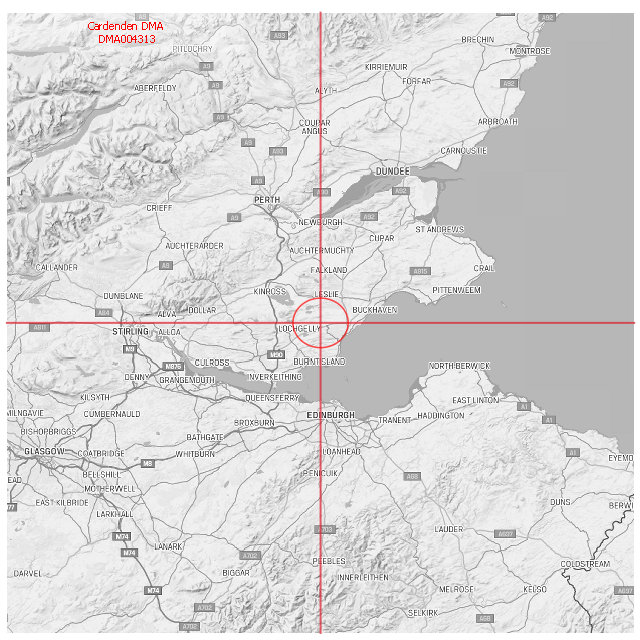 Cardenden DMA
DMA004313
A92
A93
BRECHIN
PITLOCHRY
MONTROSE
A9
KIRRIEMUIR
FORFAR
A9
A92
ABERFELDY
ALYTH
A9
COUPAR
ANGUS
ARBROATH
A9
A93
CARNOUSTIE
DUNDEE
A9
A90
A92
PERTH
CRIEFF
A9
A92
NEWBURGH
ST ANDREWS
CUPAR
AUCHTERARDER
AUCHTERMUCHTY
CALLANDER
A9
FALKLAND
A915
CRAIL
KINROSS
LESLIE
PITTENWEEM
DUNBLANE
DOLLAR
BUCKHAVEN
A84
ALVA
A811
STIRLING
ALLOA
LOCHGELLY
M9
M90
CULROSS
BURNTISLAND
M876
NORTH BERWICK
DENNY
GRANGEMOUTH
INVERKEITHING
KILSYTH
QUEENSFERRY
EAST LINTON
A1
MILNGAVIE
CUMBERNAULD
EDINBURGH
HADDINGTON
A1
BROXBURN
TRANENT
BISHOPBRIGGS
BATHGATE
GLASGOW
COATBRIDGE
WHITBURN
LOANHEAD
A1
EYEMO
M8
BELLSHILL
PENICUIK
A68
EAD
MOTHERWELL
77
EAST KILBRIDE
DUNS
BERWI
LARKHALL
A703
LAUDER
A697
M74
LANARK
M74
A702
PEEBLES
COLDSTREAM
DARVEL
BIGGAR
INNERLEITHEN
M74
MELROSE
KELSO
A697
A702
SELKIRK
A68
A702